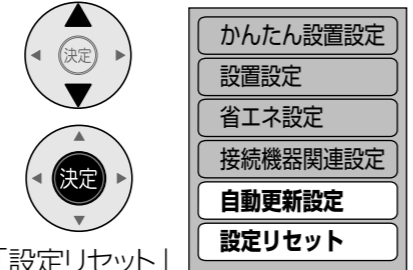 決定
決定
「設定リセット」
かんたん設置設定
設置設定
省エネ設定
接続機器関連設定
自動更新設定
設定リセット